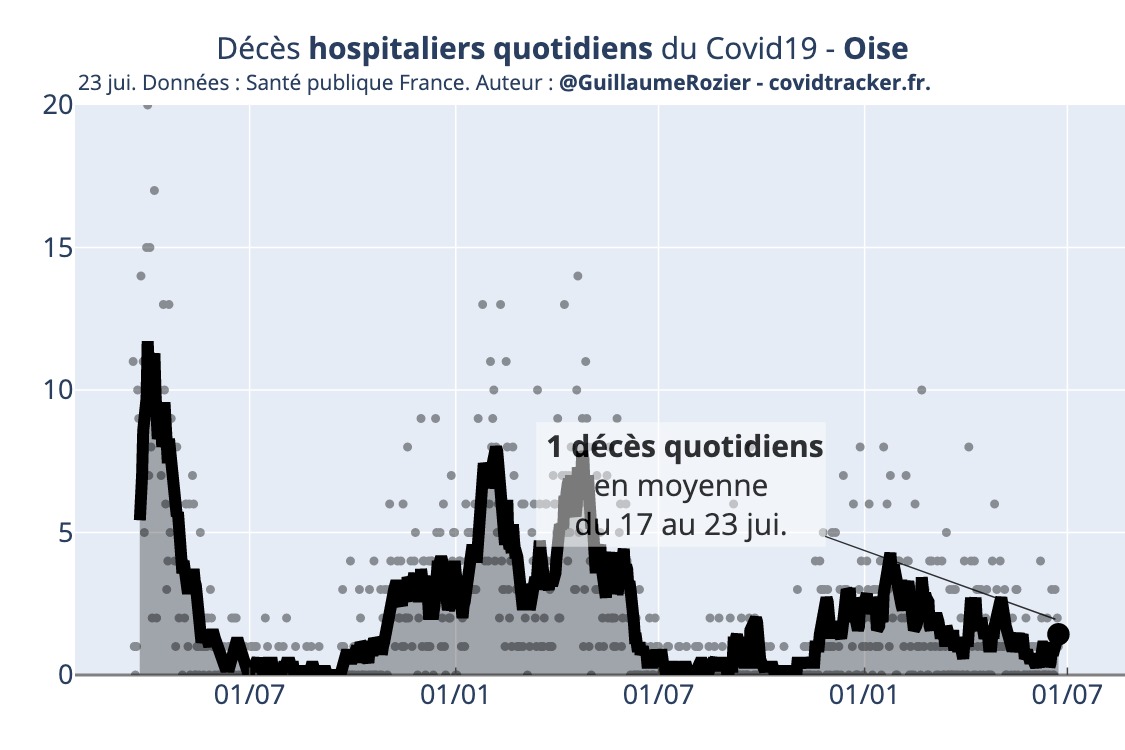 Décès hospitaliers quotidiens du Covid19 - Oise
23 jui. Données : Santé publique France. Auteur : @GuillaumeRozier - covidtracker.fr.
20
15
10
5
0
1 décès quotidiens
en moyenne
du 17 au 23 jui.
01/07
01/01
01/07
01/01
01/07